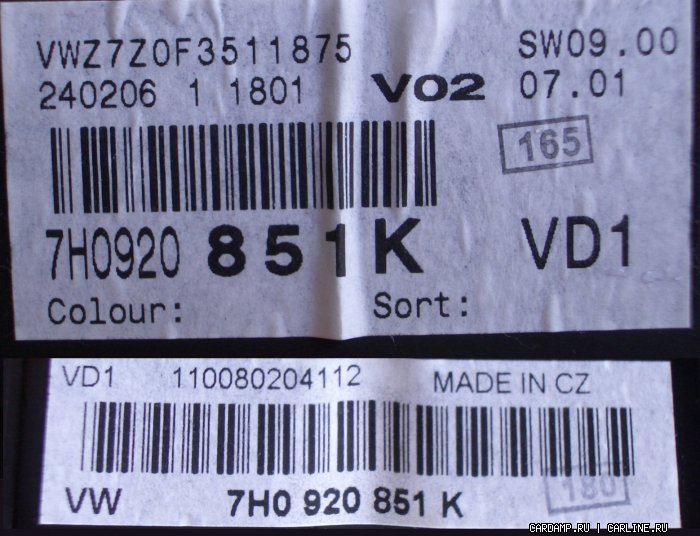 VWZ7Z0F3511875 SW09.00
240206 1 1801 V02 07.01
165
7H0920 851K VD1
Colour: Sort:
VD1 110080204112 MADE IN CZ
180
VW 7H0 920 851 K
CARDAMP.RU | CARLINE.RU